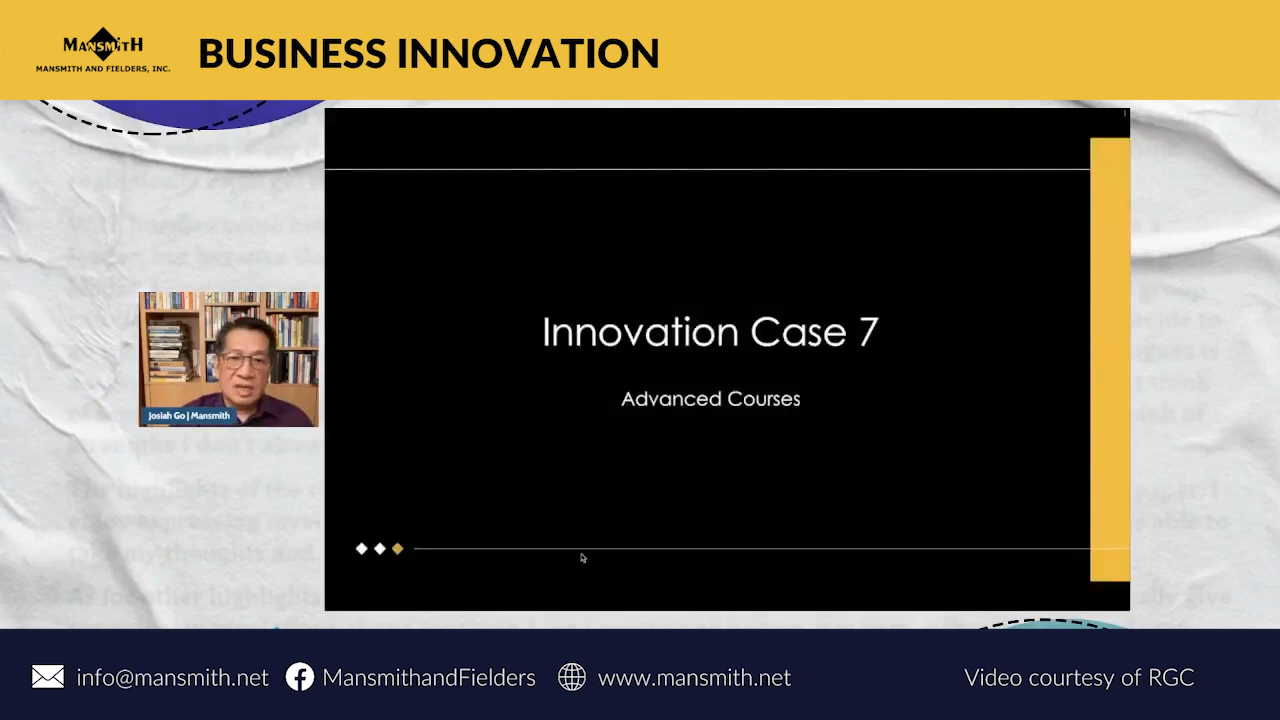 MANSMITH
MANSMITH AND FIELDERS, INC.
BUSINESS INNOVATION
Innovation Case 7
Advanced Courses
Josiah Go | Mansmith
info@mansmith.net
MansmithandFielders
www.mansmith.net
Video courtesy of RGC